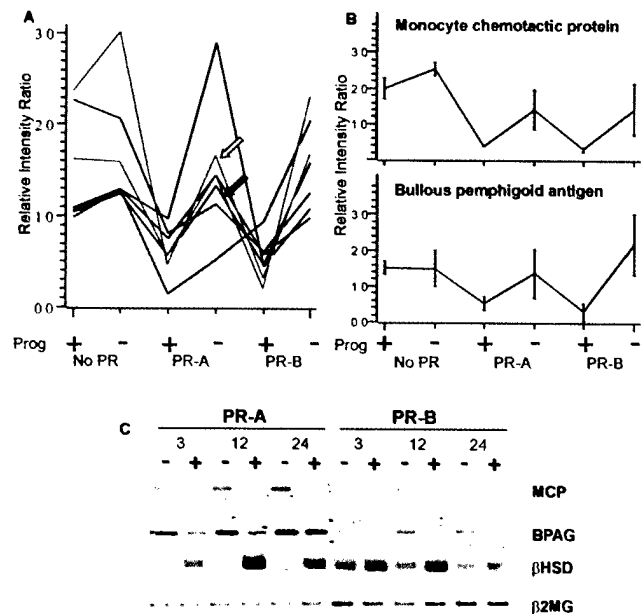 A
Relative Intensity Ratio
3 0
2 0
1 0
0 0
Prog + - + - + -
No PR PR-A PR-B
B
Relative Intensity Ratio
Monocyte chemotactic protein
3 0
2 0
1 0
0 0
Relative Intensity Ratio
Bullous pemphigoid antigen
3 0
2 0
1 0
0 0
Prog + - + - + -
No PR PR-A PR-B
C
PR-A PR-B
3 12 24 3 12 24
- + - + - + - + - + - +
MCP
BPAG
βHSD
β2MG